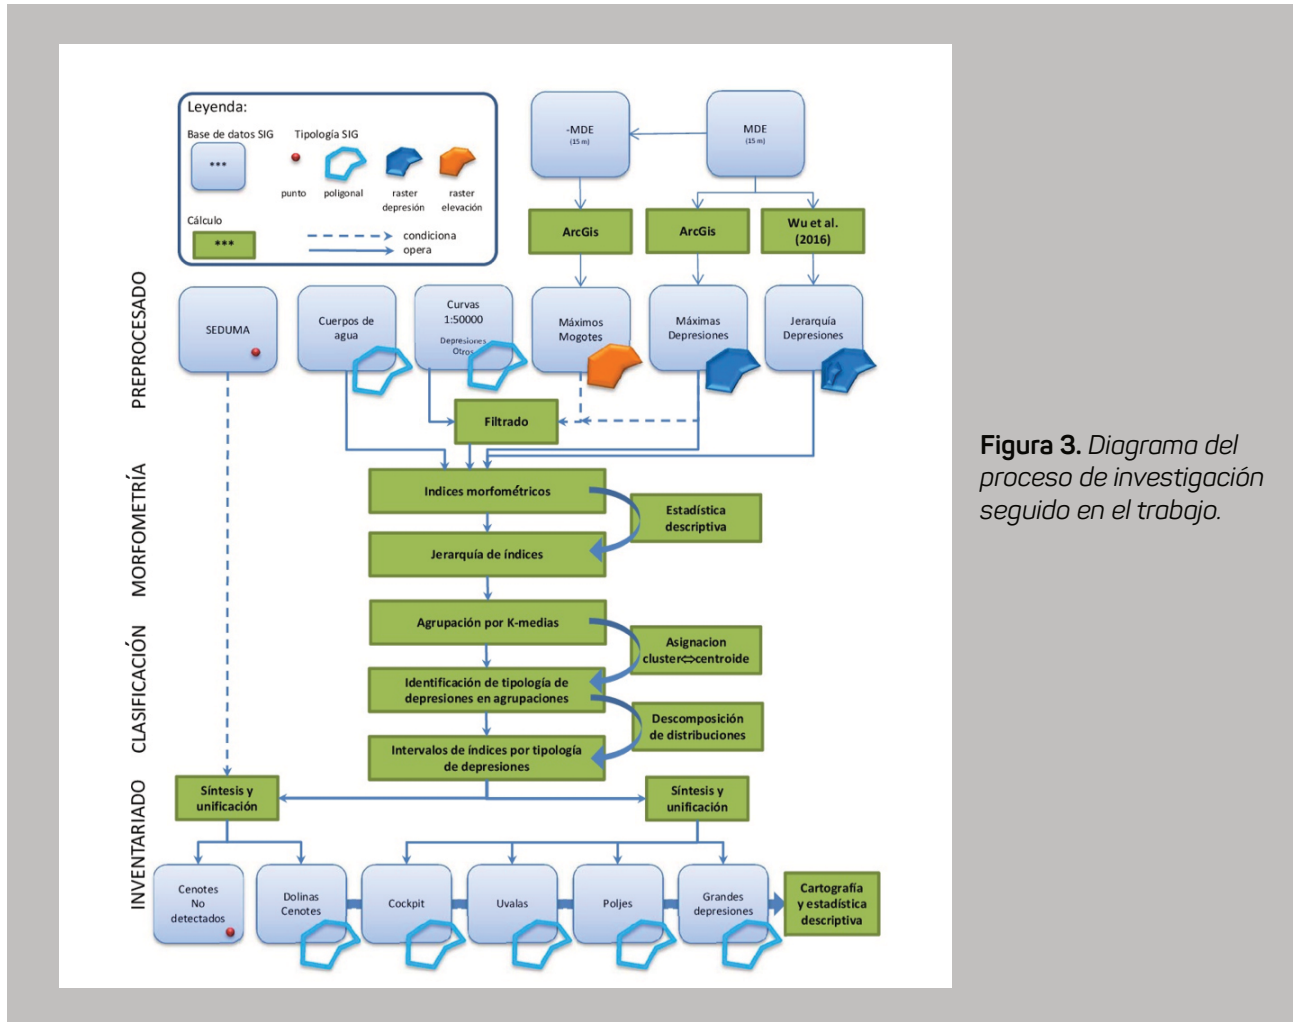 Leyenda:
Base de datos SIG
Tipología SIG
***
punto
poligonal
raster
depresión
raster
elevación
Cálculo
***
condiciona
opera
-MDE
(15 m)
MDE
(15 m)
ArcGis
ArcGis
Wu et al.
(2016)
PREPROCESADO
SEDUMA
Cuerpos de
agua
Curvas
1:50000
Depresiones
Otros
Máximos
Mogotes
Máximas
Depresiones
Jerarquía
Depresiones
Filtrado
MORFOMETRÍA
Indices morfométricos
Estadística
descriptiva
Jerarquía de índices
CLASIFICACIÓN
Agrupación por K-medias
Asignacion
cluster⇔centroide
Identificación de tipología de
depresiones en agrupaciones
Descomposición
de distribuciones
Intervalos de índices por tipología
de depresiones
INVENTARIADO
Síntesis y
unificación
Síntesis y
unificación
Cenotes
No
detectados
Dolinas
Cenotes
Cockpit
Uvalas
Poljes
Grandes
depresiones
Cartografía
y estadística
descriptiva
Figura 3. Diagrama del
proceso de investigación
seguido en el trabajo.